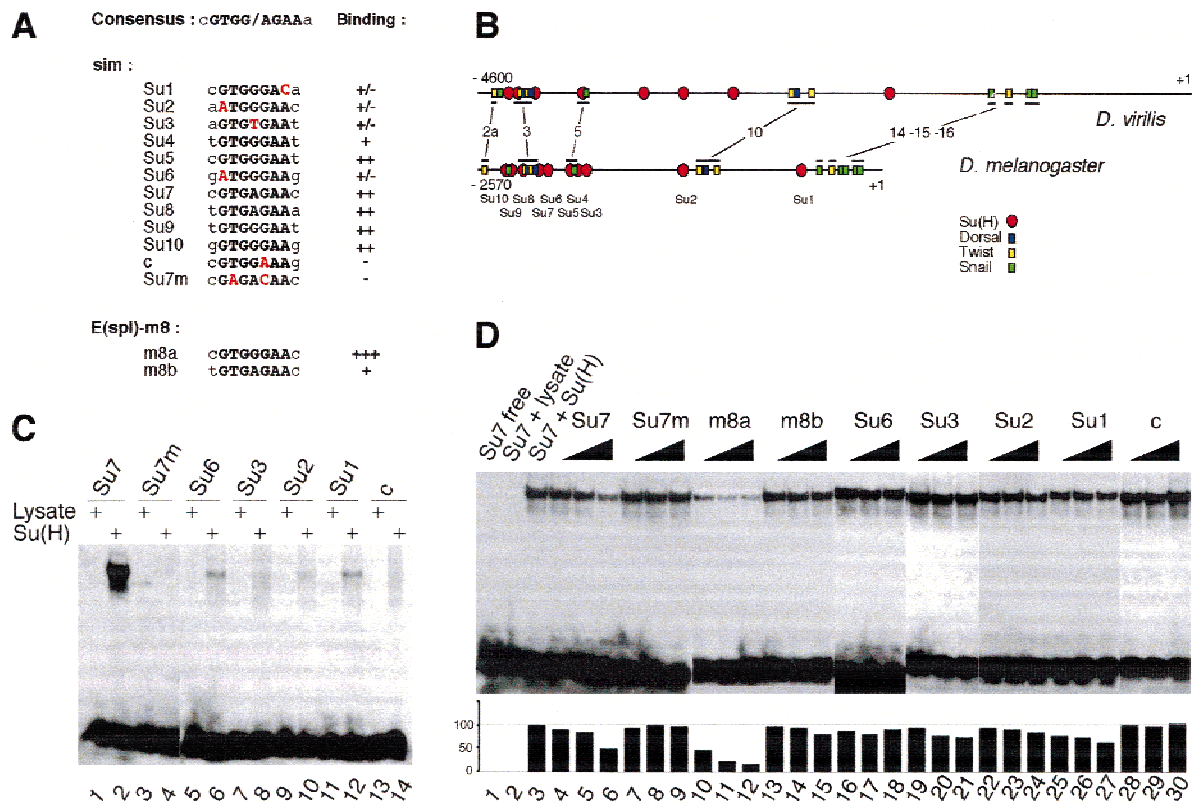 A
Consensus : cGTGG/AGAAa Binding :
sim :
Su1 cGTGGGACa +/-
Su2 aATGGGAAc +/-
Su3 aGTGTGAAt +/-
Su4 tGTGGGAAt +
Su5 cGTGGGAAt ++
Su6 gATGGGAAg +/-
Su7 cGTGAGAAc ++
Su8 tGTGAGAAa ++
Su9 tGTGGGAAt ++
Su10 gGTGGGAAg ++
c cGTGGAAAg -
Su7m cGAGACAAc -
E(spl)-m8 :
m8a cGTGGGAAc +++
m8b tGTGAGAAc +
B
- 4600 +1
2a 3 5 10 14 -15 -16
D. virilis
D. melanogaster
- 2570 +1
Su10 Su8 Su6 Su4 Su2 Su1
Su9 Su7 Su5 Su3
Su(H)
Dorsal
Twist
Snail
C
Su7 Su7m Su6 Su3 Su2 Su1 c
Lysate + + + + + + +
Su(H) + + + + + + +
1 2 3 4 5 6 7 8 9 10 11 12 13 14
D
Su7 free
Su7 + lysate
Su7 + Su(H)
Su7 Su7m m8a m8b Su6 Su3 Su2 Su1 c
100
50
0
1 2 3 4 5 6 7 8 9 10 11 12 13 14 15 16 17 18 19 20 21 22 23 24 25 26 27 28 29 30